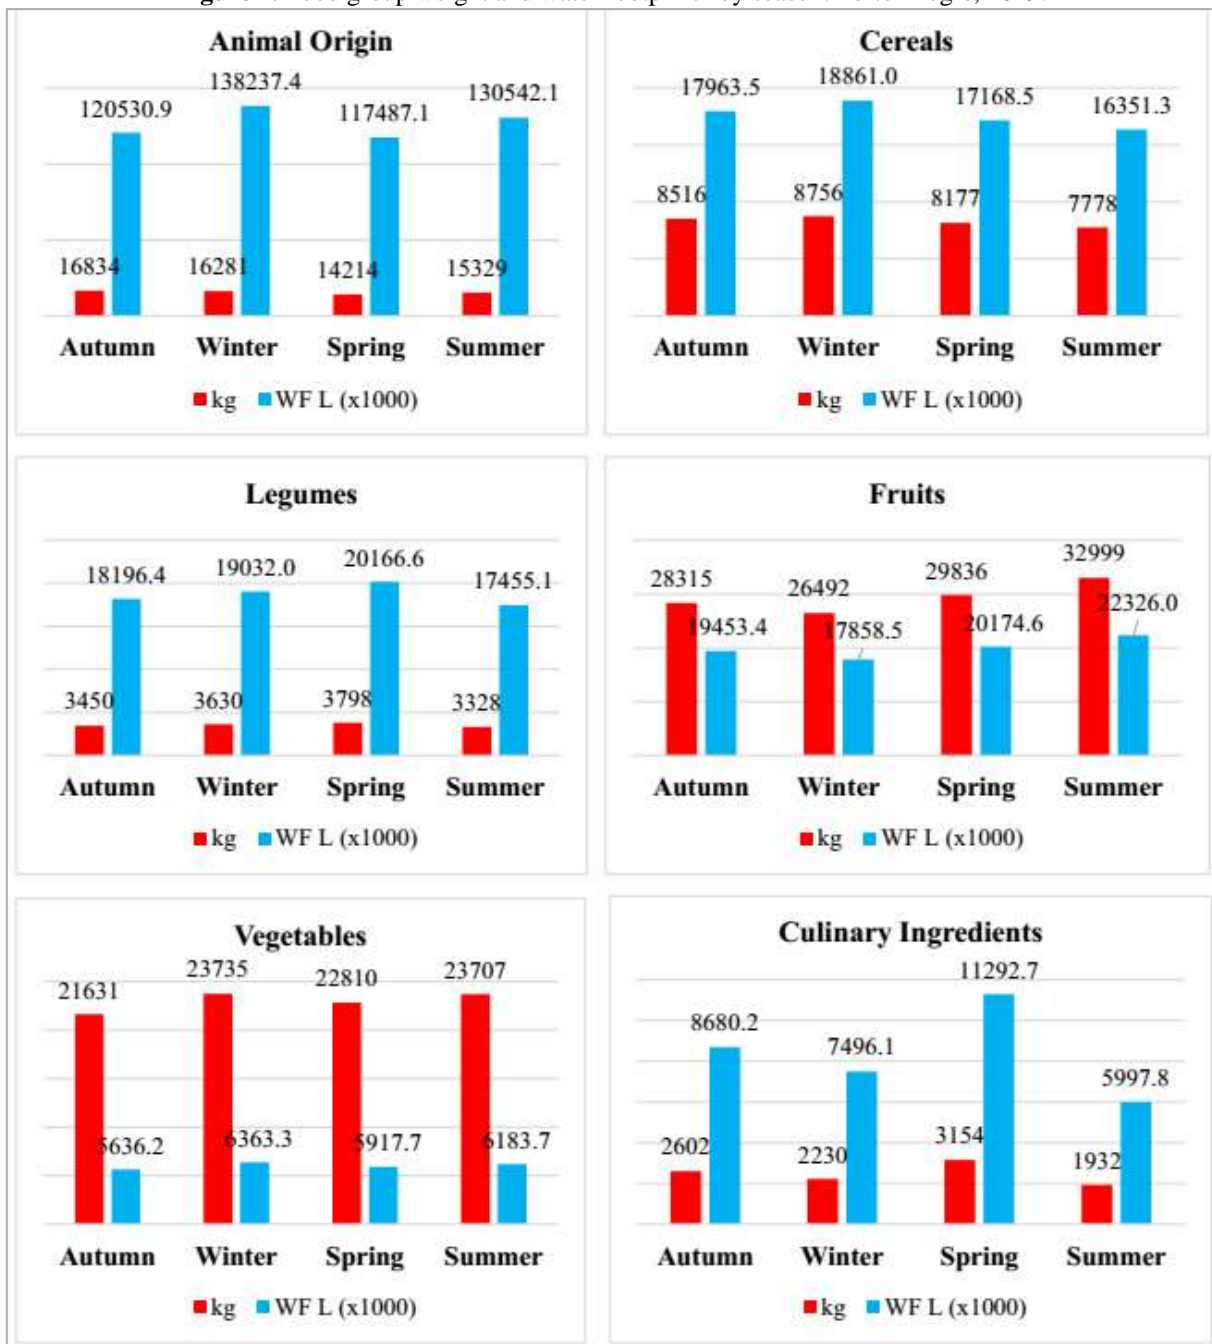 Animal Origin
120530.9 138237.4 117487.1 130542.1
16834 16281 14214 15329
Autumn Winter Spring Summer
kg WF L (x1000)
Cereals
17963.5 18861.0 17168.5 16351.3
8516 8756 8177 7778
Autumn Winter Spring Summer
kg WF L (x1000)
Legumes
18196.4 19032.0 20166.6 17455.1
3450 3630 3798 3328
Autumn Winter Spring Summer
kg WF L (x1000)
Fruits
28315 26492 29836 32999
19453.4 17858.5 20174.6 22326.0
Autumn Winter Spring Summer
kg WF L (x1000)
Vegetables
21631 23735 22810 23707
5636.2 6363.3 5917.7 6183.7
Autumn Winter Spring Summer
kg WF L (x1000)
Culinary Ingredients
8680.2 7496.1 11292.7 5997.8
2602 2230 3154 1932
Autumn Winter Spring Summer
kg WF L (x1000)